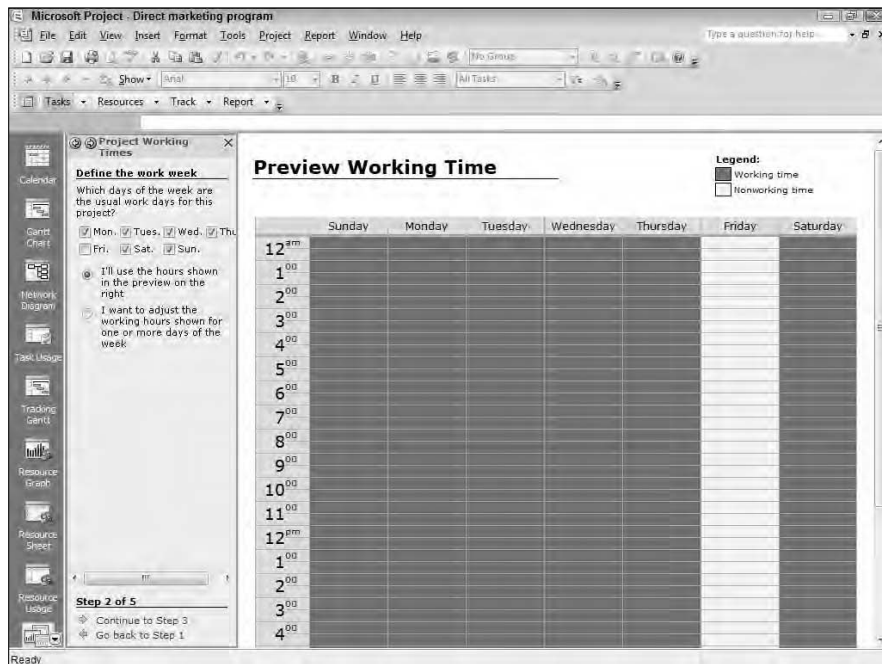 Microsoft Project - Direct marketing program
File Edit View Insert Format Tools Project Report Window Help
Type a question for help
No Group
Show Arial 10 B I U All Tasks
Tasks Resources Track Report
Project Working Times
Define the work week
Which days of the week are
the usual work days for this
project?
Mon. Tues. Wed. Thu
Fri. Sat. Sun.
I'll use the hours shown
in the preview on the
right
I want to adjust the
working hours shown for
one or more days of the
week
Step 2 of 5
Continue to Step 3
Go back to Step 1
Calendar
Gantt
Chart
Network
Diagram
Task Usage
Tracking
Gantt
Resource
Graph
Resource
Sheet
Resource
Usage
Preview Working Time
Legend:
Working time
Nonworking time
Sunday Monday Tuesday Wednesday Thursday Friday Saturday
12 am
1 00
2 00
3 00
4 00
5 00
6 00
7 00
8 00
9 00
10 00
11 00
12 pm
1 00
2 00
3 00
4 00
Ready